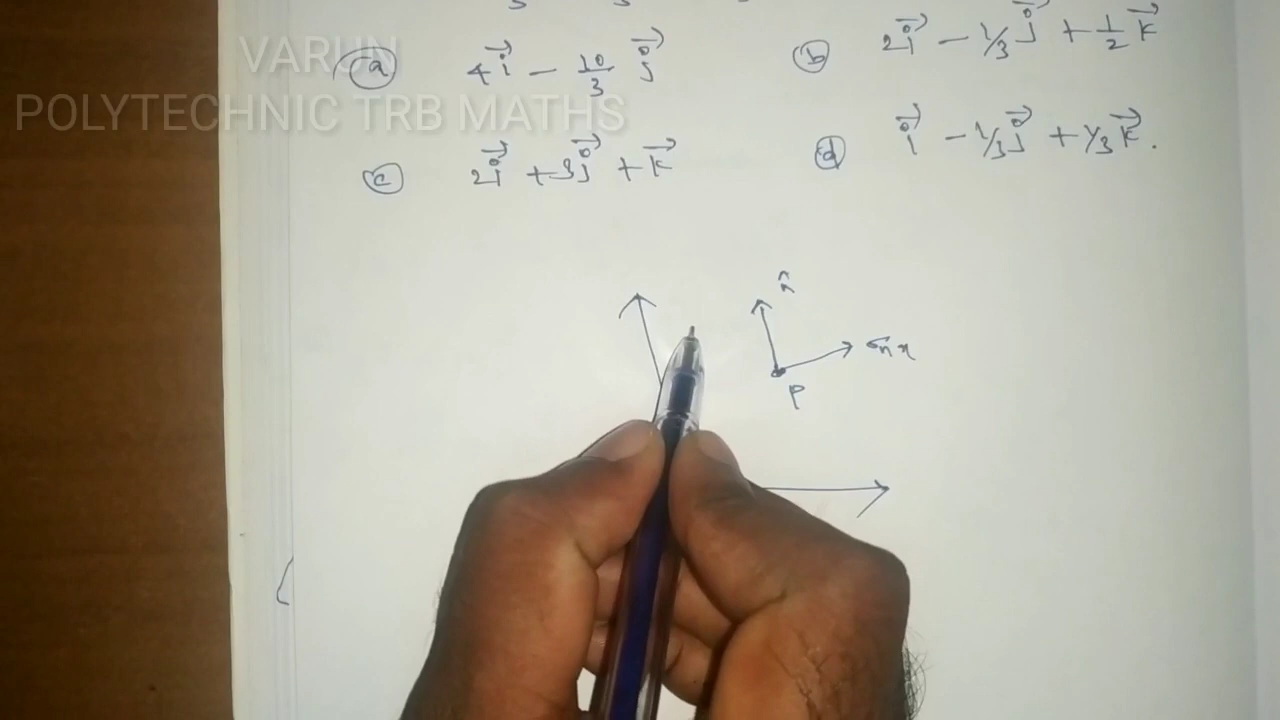 VARUN
POLYTECHNIC TRB MATHS
(a) 4i⃗ - 10/3 j⃗ (b) 2i⃗ - 1/3 j⃗ + 1/2 k⃗
(c) 2i⃗ + 3j⃗ + k⃗ (d) i⃗ - 1/3 j⃗ + 1/3 k⃗.
P